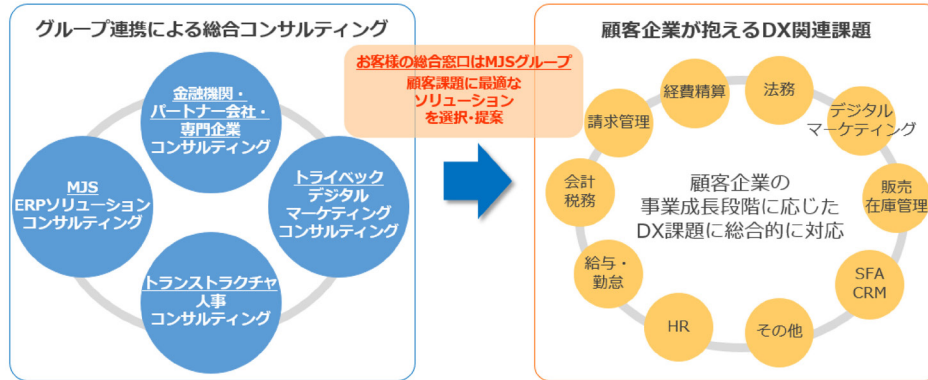 グループ連携による総合コンサルティング
金融機関・
パートナー会社・
専門企業
コンサルティング
MJS
ERPソリューション
コンサルティング
トライベック
デジタル
マーケティング
コンサルティング
トランストラクチャ
人事
コンサルティング
お客様の総合窓口はMJSグループ
顧客課題に最適な
ソリューション
を選択・提案
顧客企業が抱えるDX関連課題
経費精算
法務
デジタル
マーケティング
請求管理
販売
在庫管理
会計
税務
顧客企業の
事業成長段階に応じた
DX課題に総合的に対応
給与・
勤怠
SFA
CRM
HR
その他